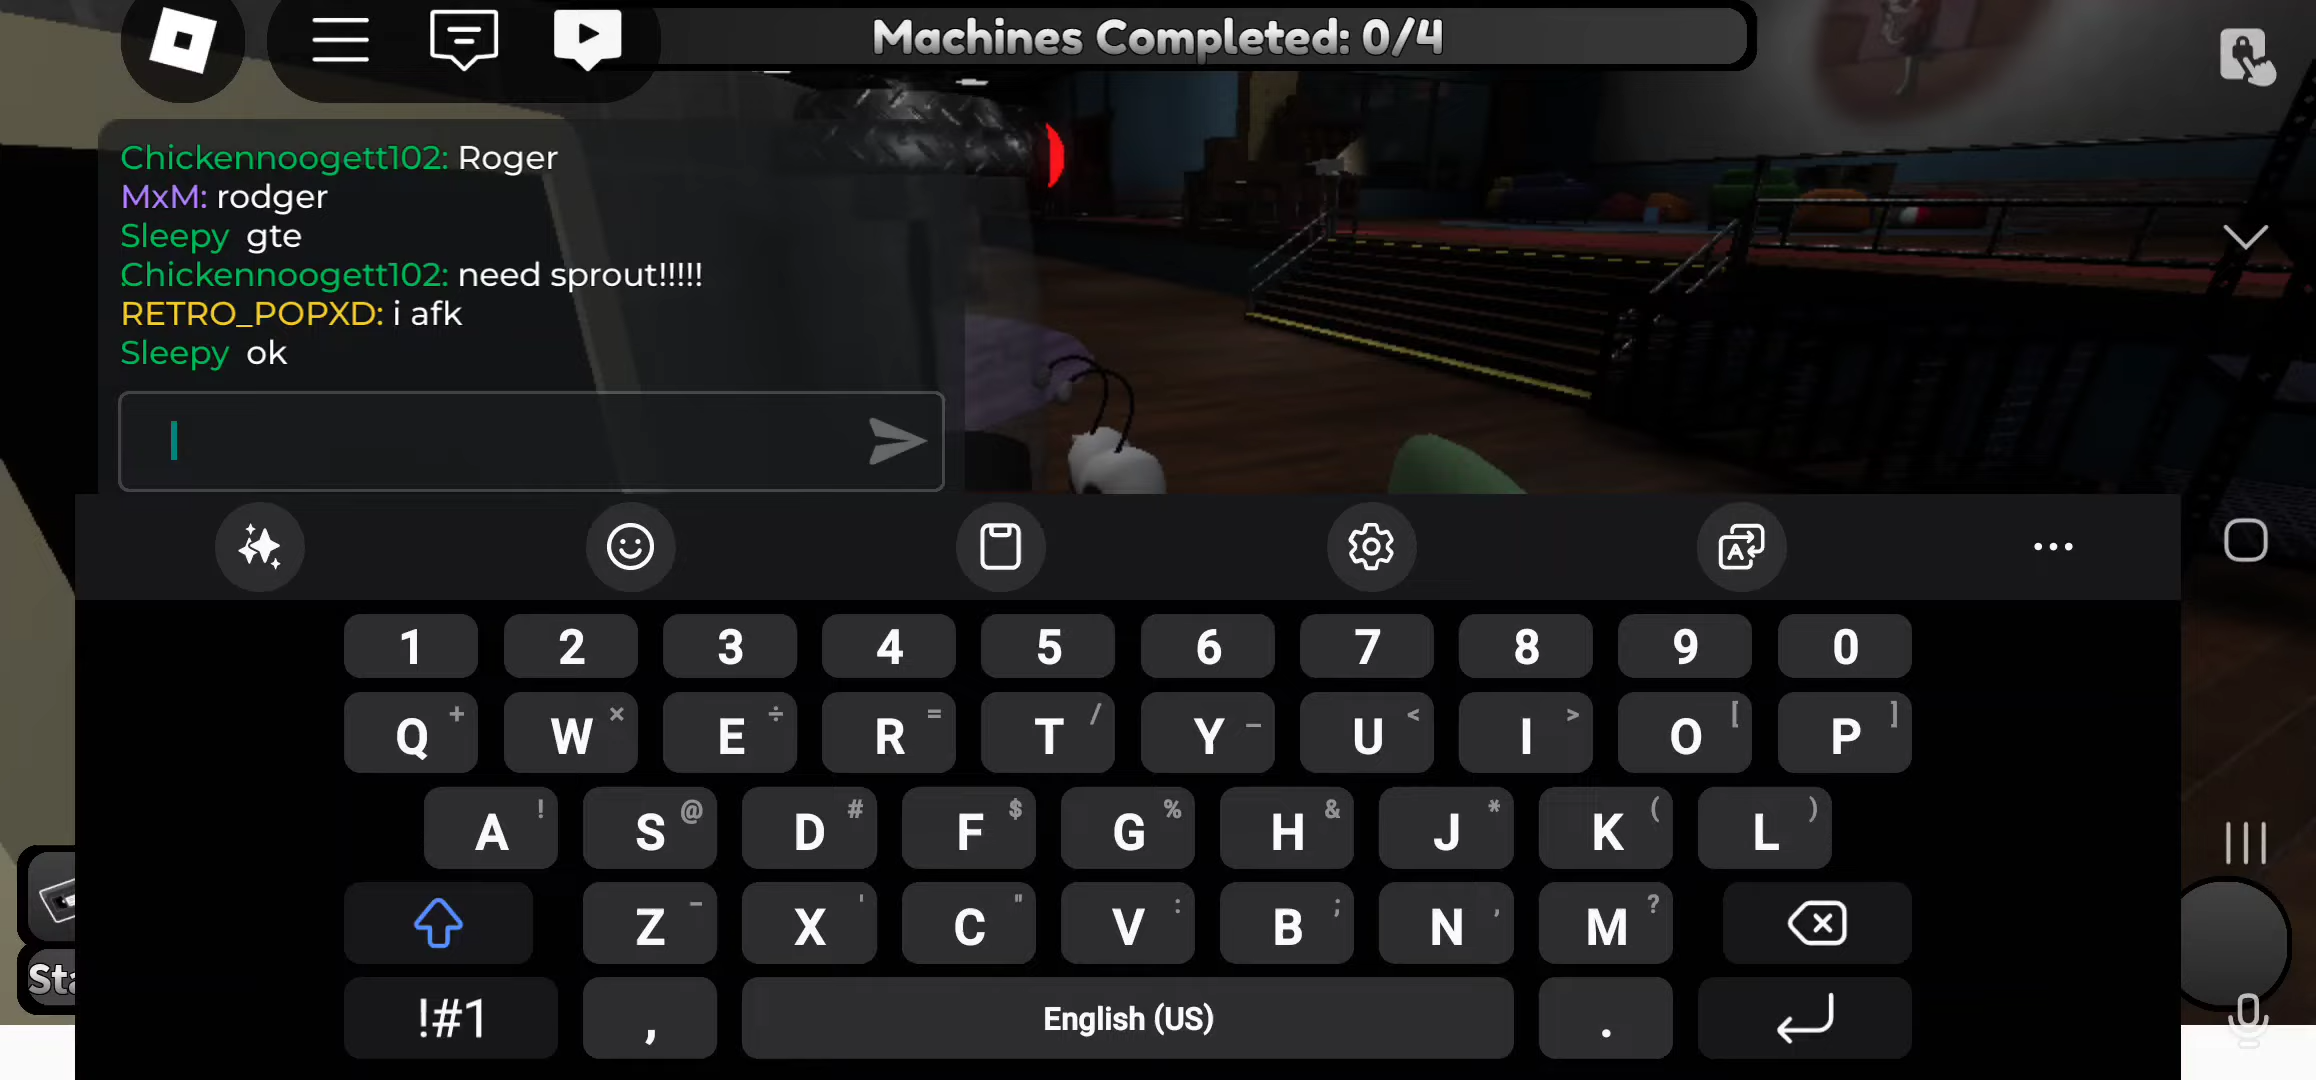 Machines Completed: 0/4
Chickennoogett102: Roger
MxM: rodger
Sleepy gte
Chickennoogett102: need sprout!!!!!
RETRO_POPXD: i afk
Sleepy ok
1 2 3 4 5 6 7 8 9 0
Q + W × E ÷ R = T / Y _ U < I > O [ P ]
A ! S @ D # F $ G % H & J * K ( L )
Z - X ' C " V : B ; N , M ?
Sta
!#1 , English (US) .